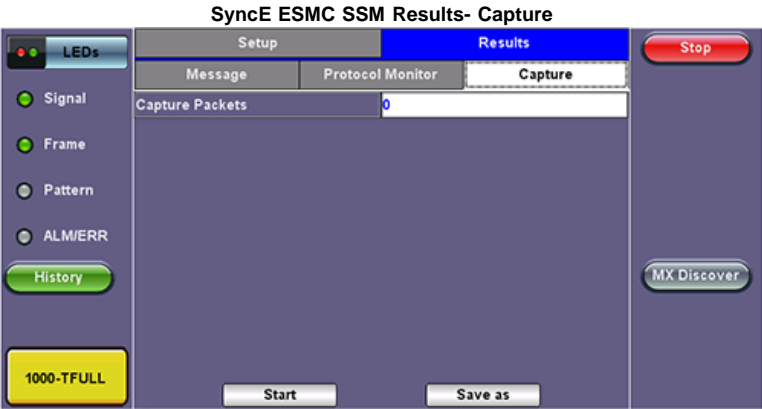 SyncE ESMC SSM Results- Capture
LEDs Setup Results Stop
Message Protocol Monitor Capture
Signal Capture Packets 0
Frame
Pattern
ALM/ERR
History MX Discover
1000-TFULL
Start Save as